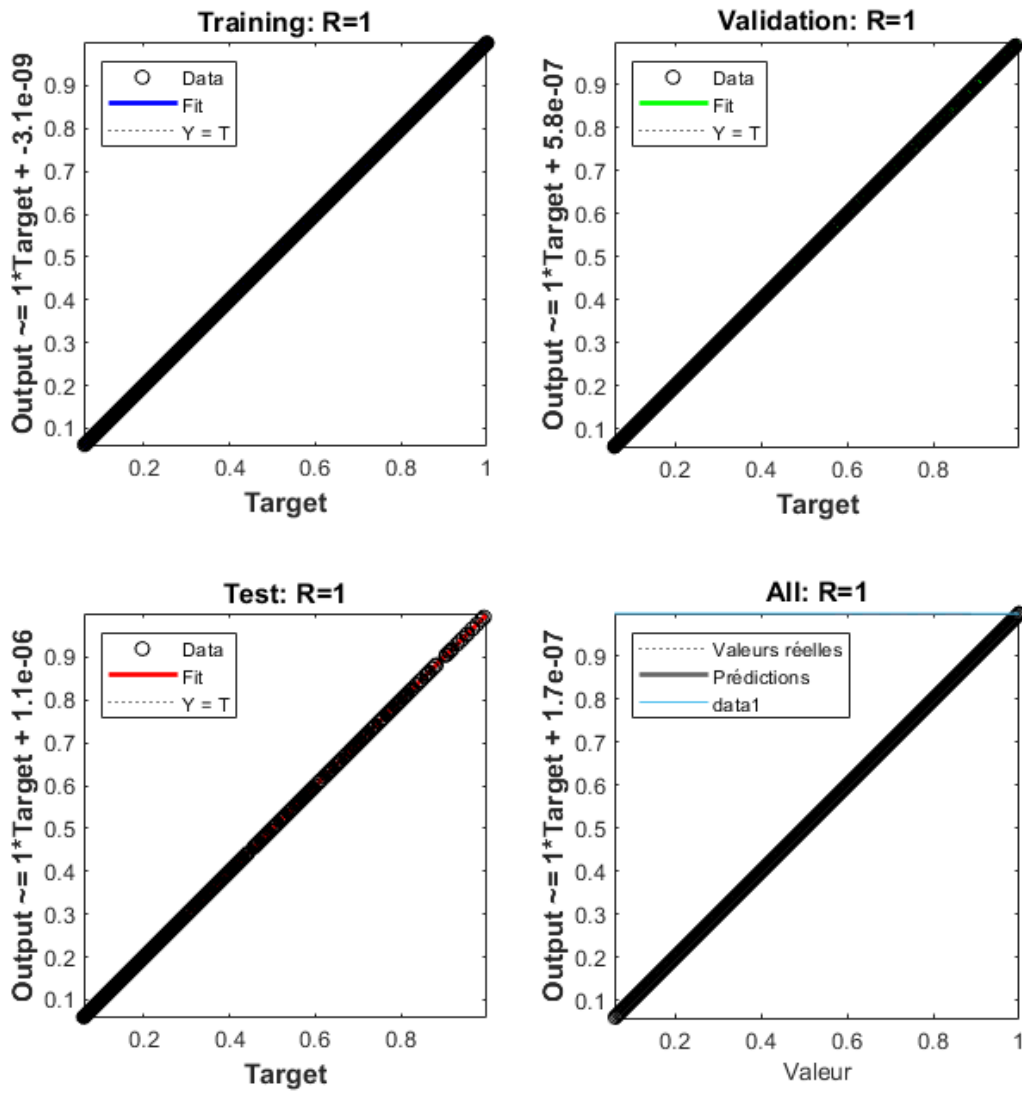 Training: R=1
Output ~= 1*Target + -3.1e-09
0.9
0.8
0.7
0.6
0.5
0.4
0.3
0.2
0.1
Data
Fit
Y = T
0.2 0.4 0.6 0.8 1
Target
Validation: R=1
Output ~= 1*Target + 5.8e-07
0.9
0.8
0.7
0.6
0.5
0.4
0.3
0.2
0.1
Data
Fit
Y = T
0.2 0.4 0.6 0.8
Target
Test: R=1
Output ~= 1*Target + 1.1e-06
0.9
0.8
0.7
0.6
0.5
0.4
0.3
0.2
0.1
Data
Fit
Y = T
0.2 0.4 0.6 0.8
Target
All: R=1
Output ~= 1*Target + 1.7e-07
0.9
0.8
0.7
0.6
0.5
0.4
0.3
0.2
0.1
Valeurs réelles
Prédictions
data1
0.2 0.4 0.6 0.8 1
Valeur